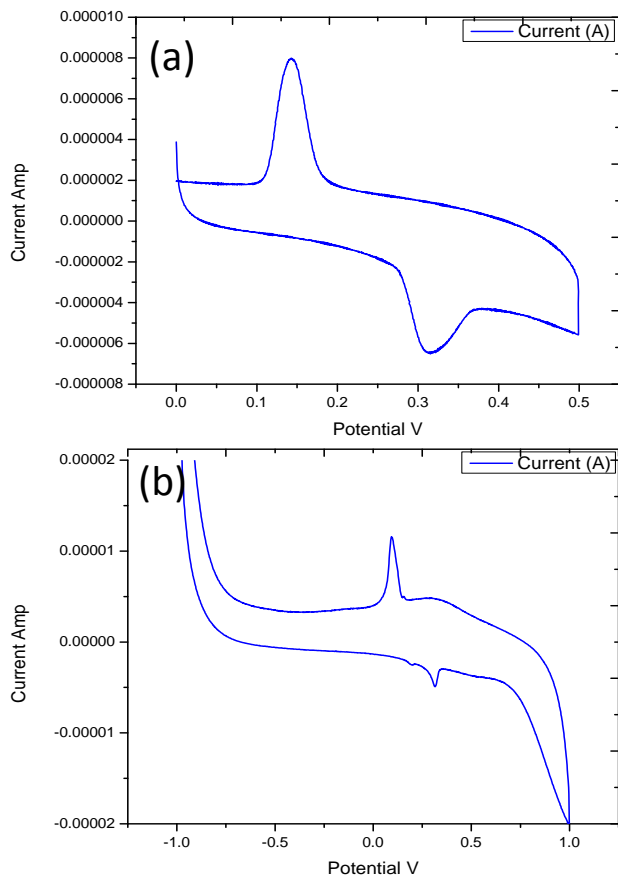 0.000010
Current (A)
(a)
0.000008
0.000006
0.000004
0.000002
0.000000
-0.000002
-0.000004
-0.000006
-0.000008
Current Amp
0.0 0.1 0.2 0.3 0.4 0.5
Potential V
0.00002
Current (A)
(b)
0.00001
0.00000
-0.00001
-0.00002
Current Amp
-1.0 -0.5 0.0 0.5 1.0
Potential V